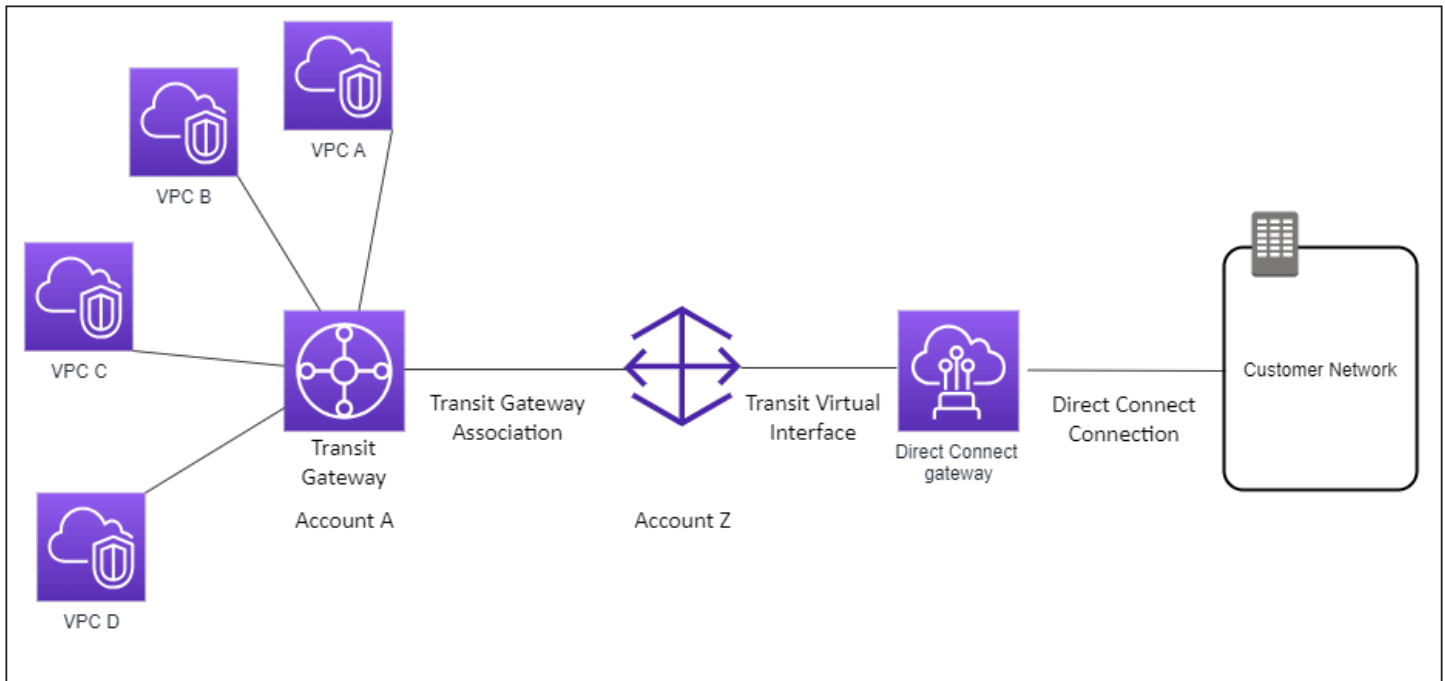 VPC A
VPC B
VPC C
VPC D
Transit
Gateway
Account A
Transit Gateway
Association
Account Z
Transit Virtual
Interface
Direct Connect
gateway
Direct Connect
Connection
Customer Network